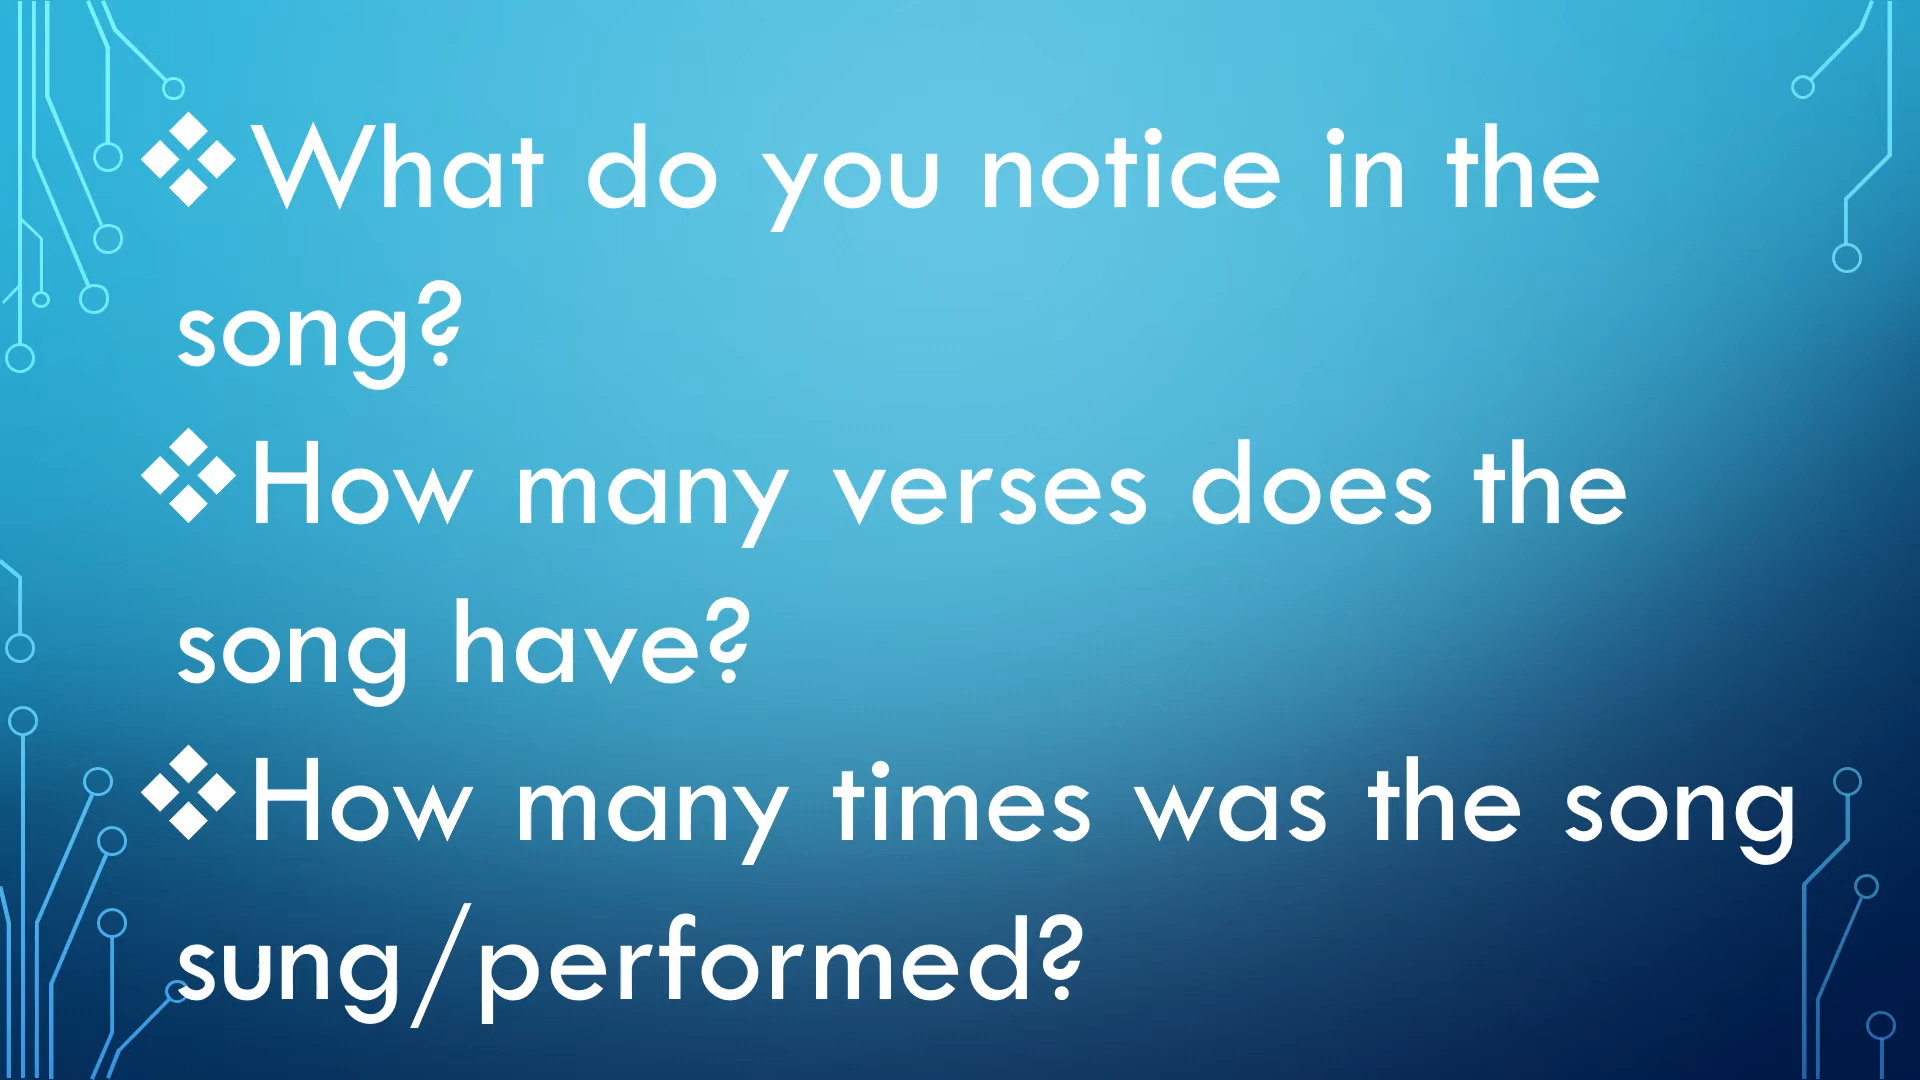 ❖What do you notice in the
song?
❖How many verses does the
song have?
❖How many times was the song
sung/performed?